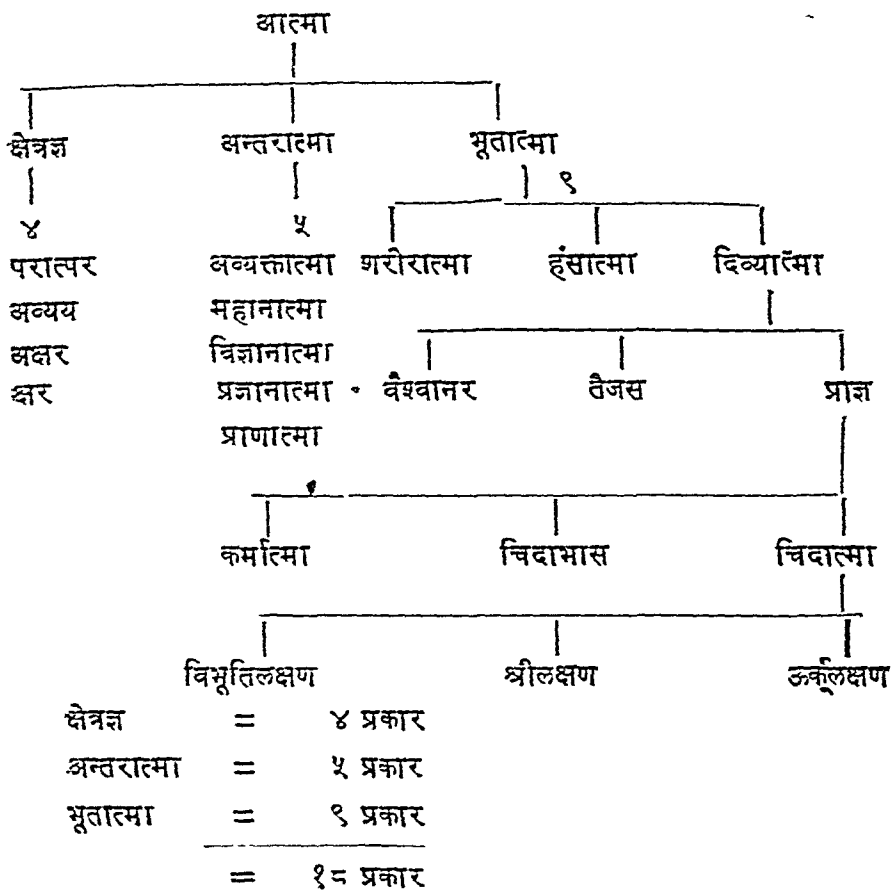 आत्मा
क्षेत्रज्ञ अन्तरात्मा भूतात्मा
४ ५ ९
परात्पर अव्यक्तात्मा शरीरात्मा हंसात्मा दिव्यात्मा
अव्यय महानात्मा
अक्षर विज्ञानात्मा
क्षर प्रज्ञानात्मा वैश्वानर तैजस प्राज्ञ
प्राणात्मा
कर्मात्मा चिदाभास चिदात्मा
विभूतिलक्षण श्रीलक्षण ऊर्क्लक्षण
क्षेत्रज्ञ = ४ प्रकार
अन्तरात्मा = ५ प्रकार
भूतात्मा = ९ प्रकार
= १८ प्रकार